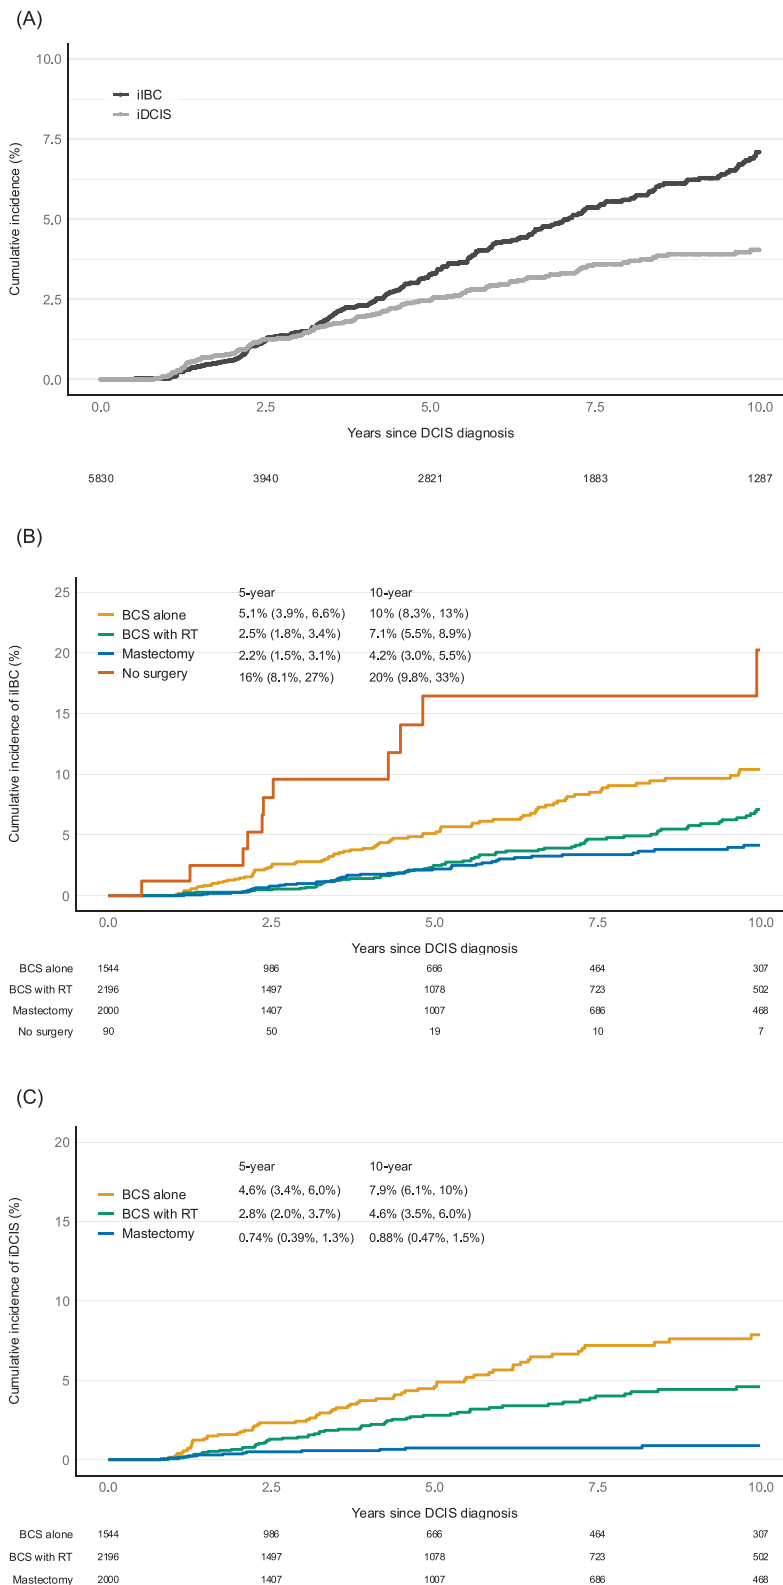 (A)
Cumulative incidence (%)
10.0
7.5
5.0
2.5
0.0
iIBC
iDCIS
0.0 2.5 5.0 7.5 10.0
Years since DCIS diagnosis
5830 3940 2821 1883 1287
(B)
Cumulative incidence of iIBC (%)
25
20
15
10
5
0
5-year 10-year
BCS alone 5.1% (3.9%, 6.6%) 10% (8.3%, 13%)
BCS with RT 2.5% (1.8%, 3.4%) 7.1% (5.5%, 8.9%)
Mastectomy 2.2% (1.5%, 3.1%) 4.2% (3.0%, 5.5%)
No surgery 16% (8.1%, 27%) 20% (9.8%, 33%)
0.0 2.5 5.0 7.5 10.0
Years since DCIS diagnosis
BCS alone 1544 986 666 464 307
BCS with RT 2196 1497 1078 723 502
Mastectomy 2000 1407 1007 686 468
No surgery 90 50 19 10 7
(C)
Cumulative incidence of iDCIS (%)
20
15
10
5
0
5-year 10-year
BCS alone 4.6% (3.4%, 6.0%) 7.9% (6.1%, 10%)
BCS with RT 2.8% (2.0%, 3.7%) 4.6% (3.5%, 6.0%)
Mastectomy 0.74% (0.39%, 1.3%) 0.88% (0.47%, 1.5%)
0.0 2.5 5.0 7.5 10.0
Years since DCIS diagnosis
BCS alone 1544 986 666 464 307
BCS with RT 2196 1497 1078 723 502
Mastectomy 2000 1407 1007 686 468